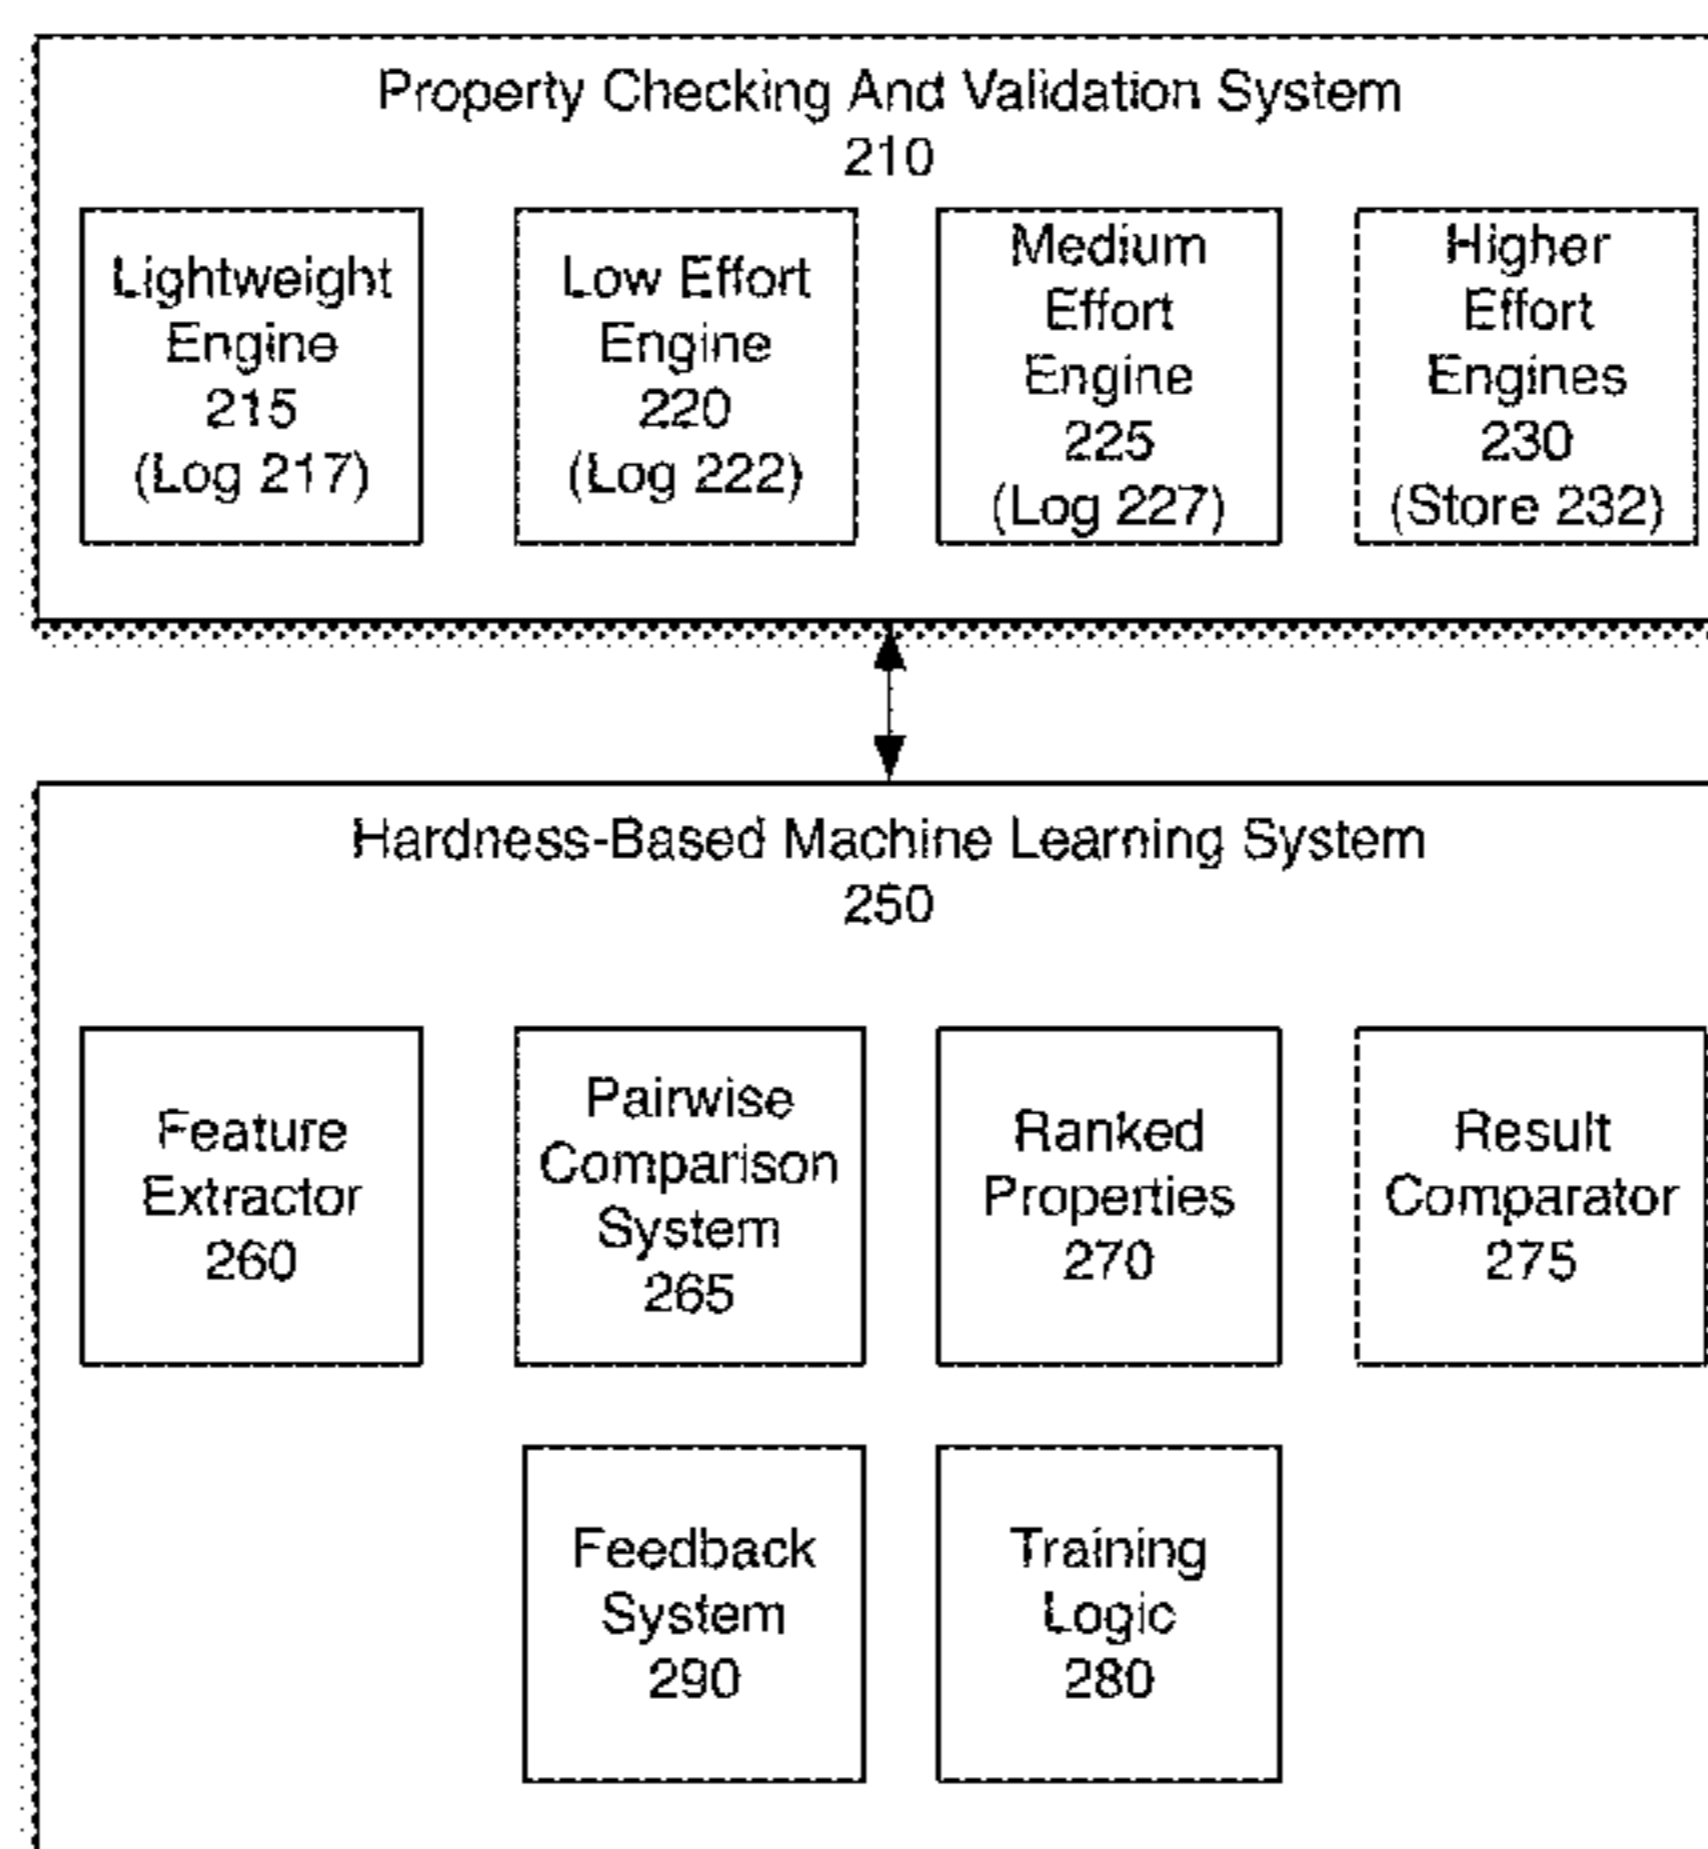 Property Checking And Validation System
210
Lightweight
Engine
215
(Log 217)
Low Effort
Engine
220
(Log 222)
Medium
Effort
Engine
225
(Log 227)
Higher
Effort
Engines
230
(Store 232)
Hardness-Based Machine Learning System
250
Feature
Extractor
260
Pairwise
Comparison
System
265
Ranked
Properties
270
Result
Comparator
275
Feedback
System
290
Training
Logic
280